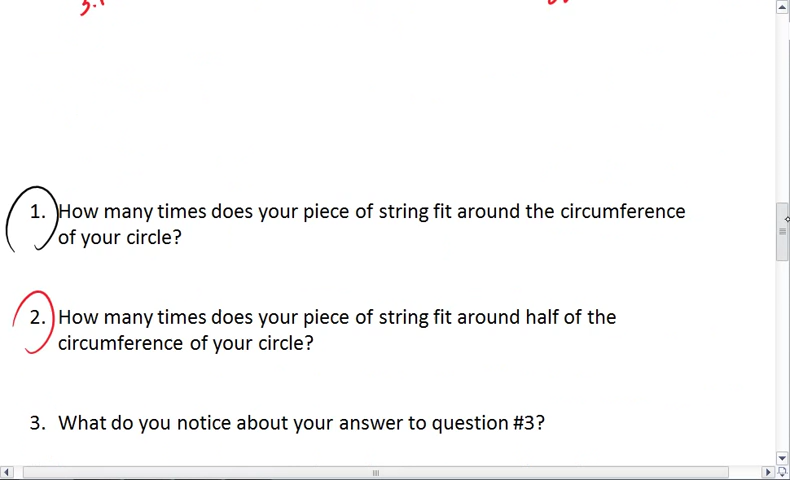 1. How many times does your piece of string fit around the circumference
of your circle?
2. How many times does your piece of string fit around half of the
circumference of your circle?
3. What do you notice about your answer to question #3?